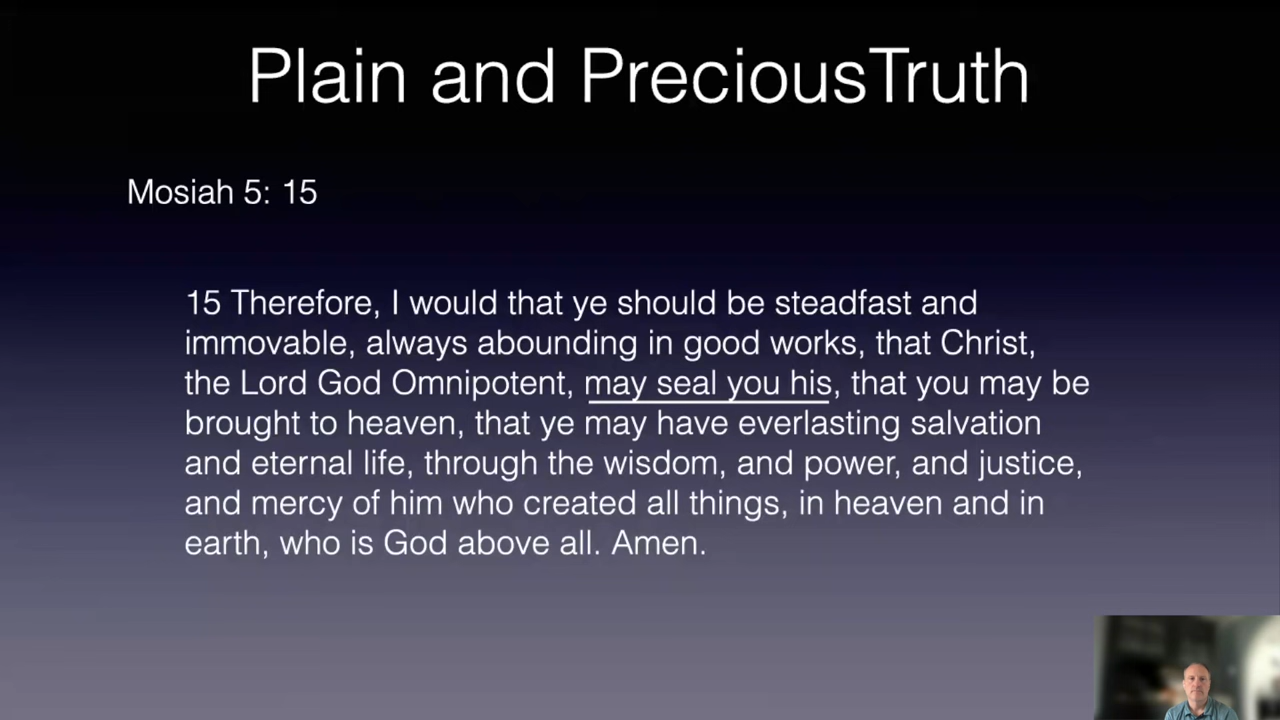 Plain and PreciousTruth
Mosiah 5: 15
15 Therefore, I would that ye should be steadfast and
immovable, always abounding in good works, that Christ,
the Lord God Omnipotent, may seal you his, that you may be
brought to heaven, that ye may have everlasting salvation
and eternal life, through the wisdom, and power, and justice,
and mercy of him who created all things, in heaven and in
earth, who is God above all. Amen.